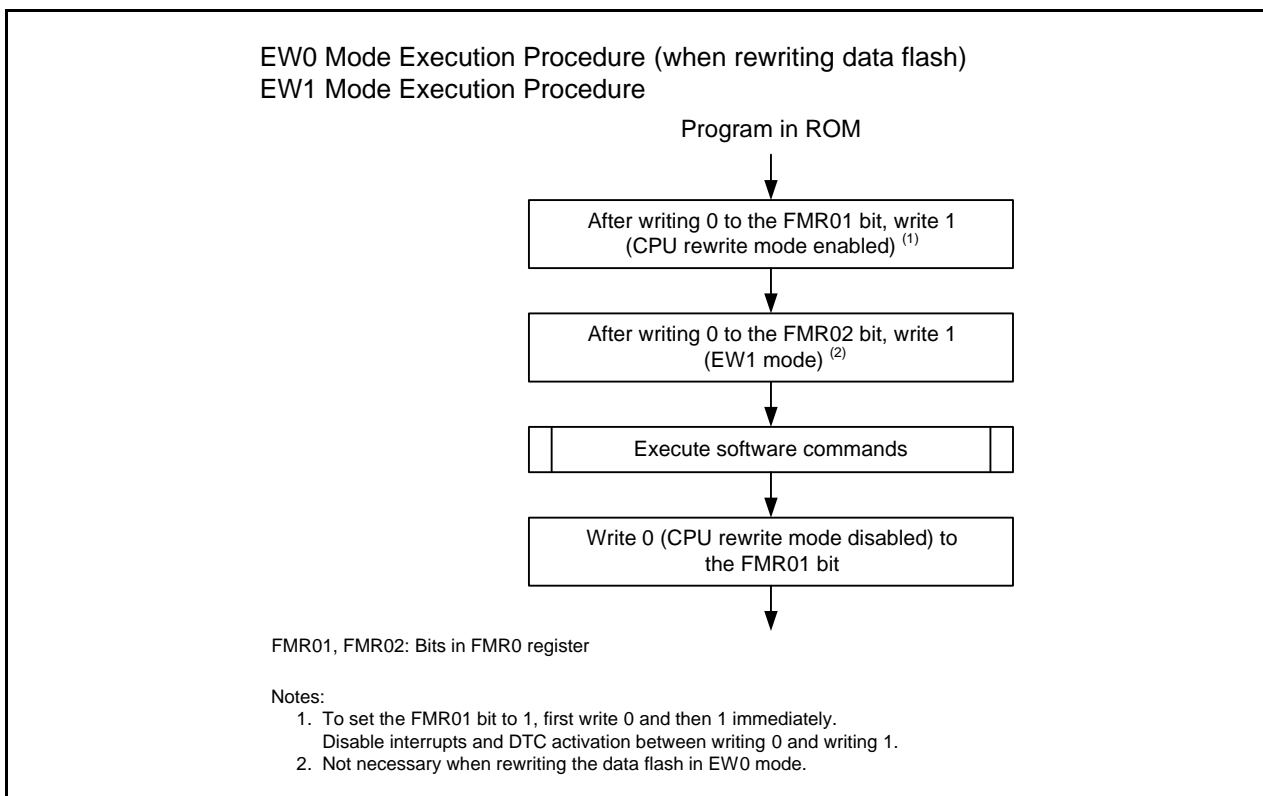 EW0 Mode Execution Procedure (when rewriting data flash)
EW1 Mode Execution Procedure
Program in ROM
After writing 0 to the FMR01 bit, write 1
(CPU rewrite mode enabled) (1)
After writing 0 to the FMR02 bit, write 1
(EW1 mode) (2)
Execute software commands
Write 0 (CPU rewrite mode disabled) to
the FMR01 bit
FMR01, FMR02: Bits in FMR0 register
Notes:
1. To set the FMR01 bit to 1, first write 0 and then 1 immediately.
Disable interrupts and DTC activation between writing 0 and writing 1.
2. Not necessary when rewriting the data flash in EW0 mode.